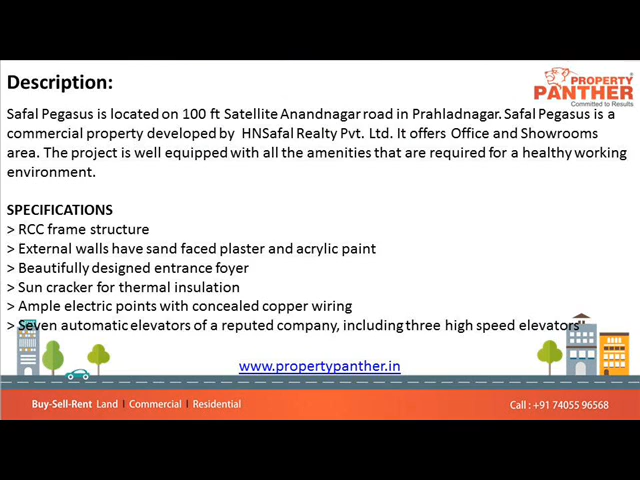 PROPERTY
PANTHER
Committed to Results
Description:
Safal Pegasus is located on 100 ft Satellite Anandnagar road in Prahladnagar. Safal Pegasus is a
commercial property developed by HNSafal Realty Pvt. Ltd. It offers Office and Showrooms
area. The project is well equipped with all the amenities that are required for a healthy working
environment.
SPECIFICATIONS
> RCC frame structure
> External walls have sand faced plaster and acrylic paint
> Beautifully designed entrance foyer
> Sun cracker for thermal insulation
> Ample electric points with concealed copper wiring
> Seven automatic elevators of a reputed company, including three high speed elevators
www.propertypanther.in
Buy-Sell-Rent Land | Commercial | Residential
Call : +91 74055 96568